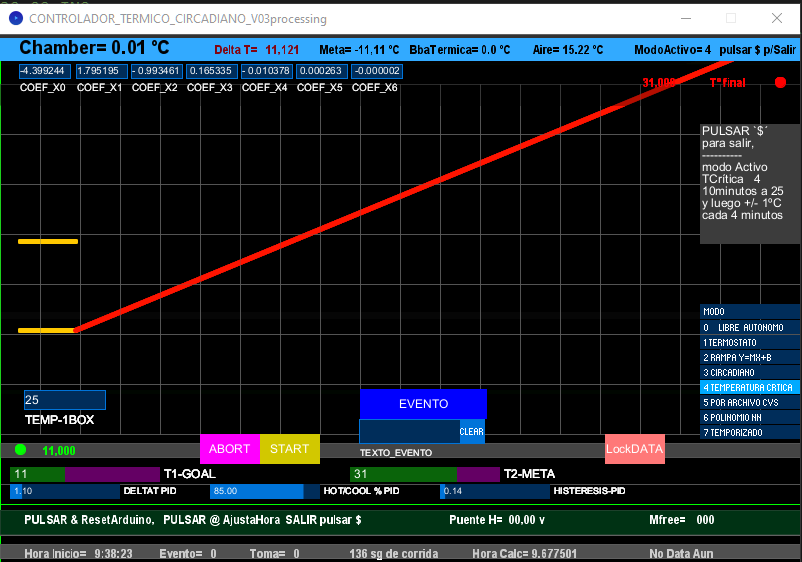 CONTROLADOR_TERMICO_CIRCADIANO_V03processing
Chamber= 0.01 ºC Delta T= 11,121 Meta= -11,11 ºC BbaTermica= 0.0 ºC Aire= 15.22 ºC ModoActivo= 4 pulsar $ p/Salir
-4.399244 1.795195 -0.993461 0.165335 -0.010378 0.000263 -0.000002
COEF_X0 COEF_X1 COEF_X2 COEF_X3 COEF_X4 COEF_X5 COEF_X6
31,000 Tºfinal
PULSAR `$´
para salir,
----------
modo Activo
TCrítica 4
10minutos a 25
y luego +/- 1ºC
cada 4 minutos
MODO
0 LIBRE AUTONOMO
1 TERMOSTATO
2 RAMPA Y=MX+B
3 CIRCADIANO
4 TEMPERATURA CRTICA
5 POR ARCHIVO CVS
6 POLINOMIO NN
7 TEMPORIZADO
25
TEMP-1BOX
EVENTO
CLEAR
TEXTO_EVENTO
11,000
ABORT START
LockDATA
11 T1-GOAL 31 T2-META
1.10 DELTAT PID 85.00 HOT/COOL % PID 0.14 HISTERESIS-PID
PULSAR & ResetArduino, PULSAR @ AjustaHora SALIR pulsar $ Puente H= 00,00 v Mfree= 000
Hora Inicio= 9:38:23 Evento= 0 Toma= 0 136 sg de corrida Hora Calc= 9.677501 No Data Aun